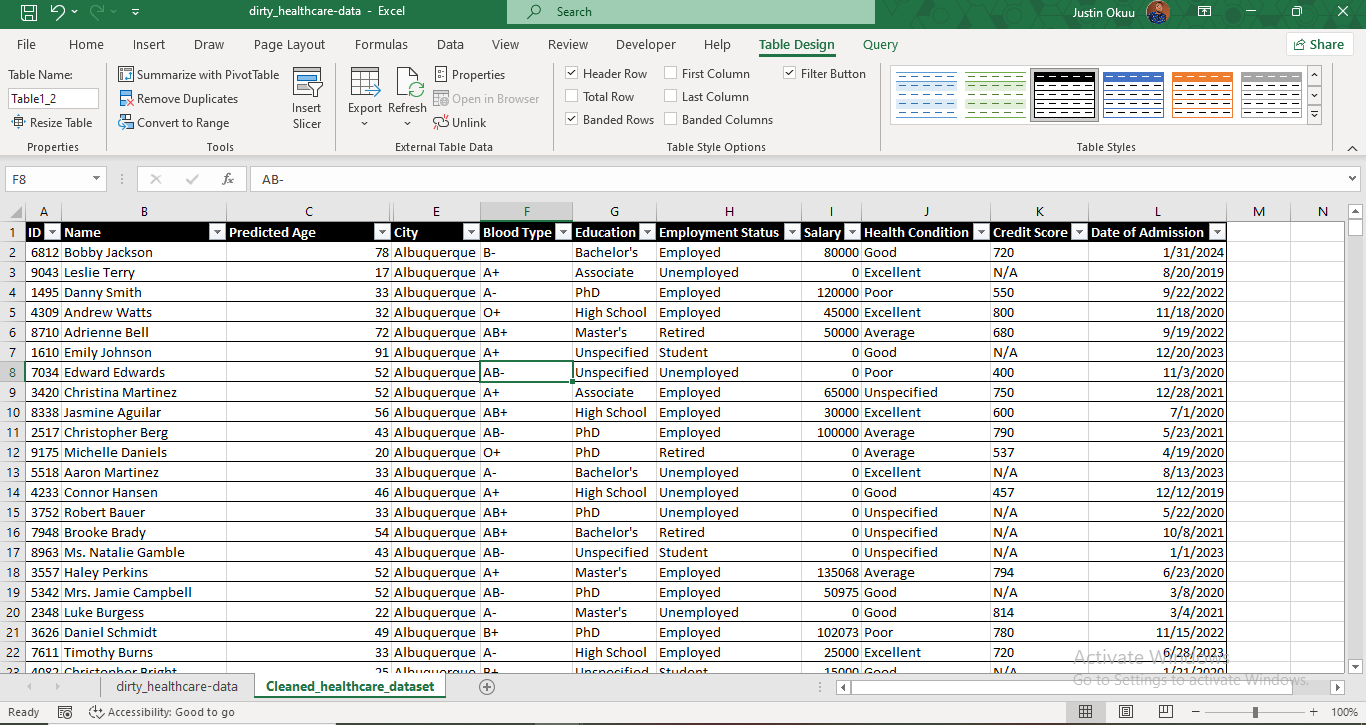 dirty_healthcare-data - Excel
Search
Justin Okuu
File Home Insert Draw Page Layout Formulas Data View Review Developer Help Table Design Query
Share
Table Name:
Table1_2
Resize Table
Properties
Summarize with PivotTable
Remove Duplicates
Convert to Range
Tools
Insert Slicer
Export Refresh
Properties
Open in Browser
Unlink
External Table Data
Header Row First Column Filter Button
Total Row Last Column
Banded Rows Banded Columns
Table Style Options
Table Styles
F8 fx AB-
A B C E F G H I J K L M N
1 ID Name Predicted Age City Blood Type Education Employment Status Salary Health Condition Credit Score Date of Admission
2 6812 Bobby Jackson 78 Albuquerque B- Bachelor's Employed 80000 Good 720 1/31/2024
3 9043 Leslie Terry 17 Albuquerque A+ Associate Unemployed 0 Excellent N/A 8/20/2019
4 1495 Danny Smith 33 Albuquerque A- PhD Employed 120000 Poor 550 9/22/2022
5 4309 Andrew Watts 32 Albuquerque O+ High School Employed 45000 Excellent 800 11/18/2020
6 8710 Adrienne Bell 72 Albuquerque AB+ Master's Retired 50000 Average 680 9/19/2022
7 1610 Emily Johnson 91 Albuquerque A+ Unspecified Student 0 Good N/A 12/20/2023
8 7034 Edward Edwards 52 Albuquerque AB- Unspecified Unemployed 0 Poor 400 11/3/2020
9 3420 Christina Martinez 52 Albuquerque A+ Associate Employed 65000 Unspecified 750 12/28/2021
10 8338 Jasmine Aguilar 56 Albuquerque AB+ High School Employed 30000 Excellent 600 7/1/2020
11 2517 Christopher Berg 43 Albuquerque AB- PhD Employed 100000 Average 790 5/23/2021
12 9175 Michelle Daniels 20 Albuquerque O+ PhD Retired 0 Average 537 4/19/2020
13 5518 Aaron Martinez 33 Albuquerque A- Bachelor's Unemployed 0 Excellent N/A 8/13/2023
14 4233 Connor Hansen 46 Albuquerque A+ High School Unemployed 0 Good 457 12/12/2019
15 3752 Robert Bauer 33 Albuquerque AB+ PhD Unemployed 0 Unspecified N/A 5/22/2020
16 7948 Brooke Brady 54 Albuquerque AB+ Bachelor's Retired 0 Unspecified N/A 10/8/2021
17 8963 Ms. Natalie Gamble 43 Albuquerque AB- Unspecified Student 0 Unspecified N/A 1/1/2023
18 3557 Haley Perkins 52 Albuquerque A+ Master's Employed 135068 Average 794 6/23/2020
19 5342 Mrs. Jamie Campbell 52 Albuquerque AB- PhD Employed 50975 Good N/A 3/8/2020
20 2348 Luke Burgess 22 Albuquerque A- Master's Unemployed 0 Good 814 3/4/2021
21 3626 Daniel Schmidt 49 Albuquerque B+ PhD Employed 102073 Poor 780 11/15/2022
22 7611 Timothy Burns 33 Albuquerque A- High School Employed 25000 Excellent 720 6/28/2023
23 4082 Christopher Bright 25 Albuquerque Unspecified Student 15000 Good N/A 1/21/2020
Activate Windows
Go to Settings to activate Windows.
dirty_healthcare-data Cleaned_healthcare_dataset
Ready Accessibility: Good to go 100%